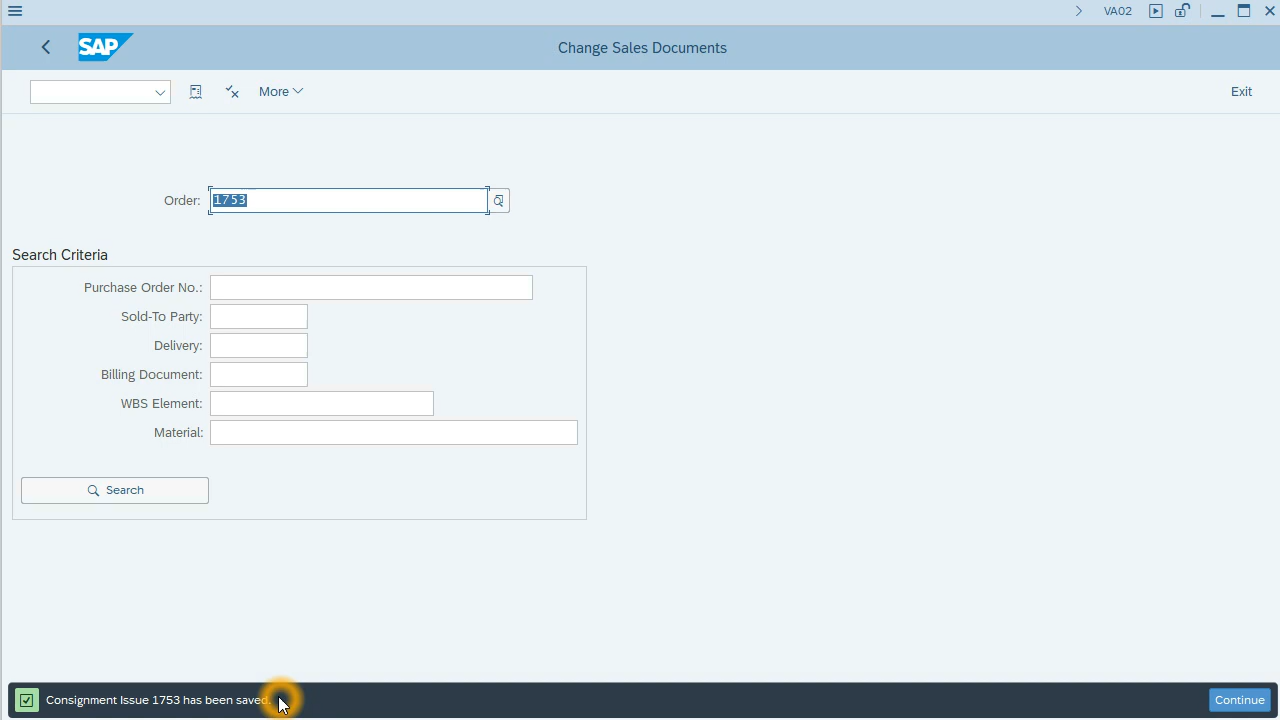 VA02
SAP
Change Sales Documents
More
Exit
Order:
1753
Search Criteria
Purchase Order No.:
Sold-To Party:
Delivery:
Billing Document:
WBS Element:
Material:
Search
Consignment Issue 1753 has been saved.
Continue